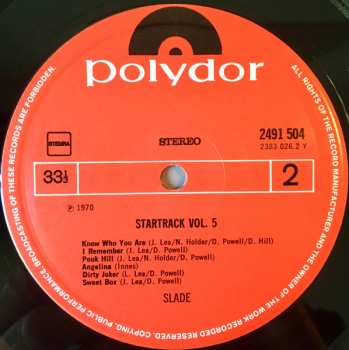 polydor
STEMRA
STEREO
2491 504
2383 026.2 Y
33⅓
2
℗ 1970
STARTRACK VOL. 5
Know Who You Are (J. Lea/N. Holder/D. Powell/D. Hill)
I Remember (J. Lea/D. Powell)
Pouk Hill (J. Lea/N. Holder/D. Powell)
Angelina (Innes)
Dirty Joker (J. Lea/D. Powell)
Sweet Box (J. Lea/D. Powell)
SLADE
ALL RIGHTS OF THE RECORD MANUFACTURER AND THE OWNER OF THE WORK RECORDED RESERVED. COPYING, PUBLIC PERFORMANCE, BROADCASTING OF THESE RECORDS ARE FORBIDDEN.